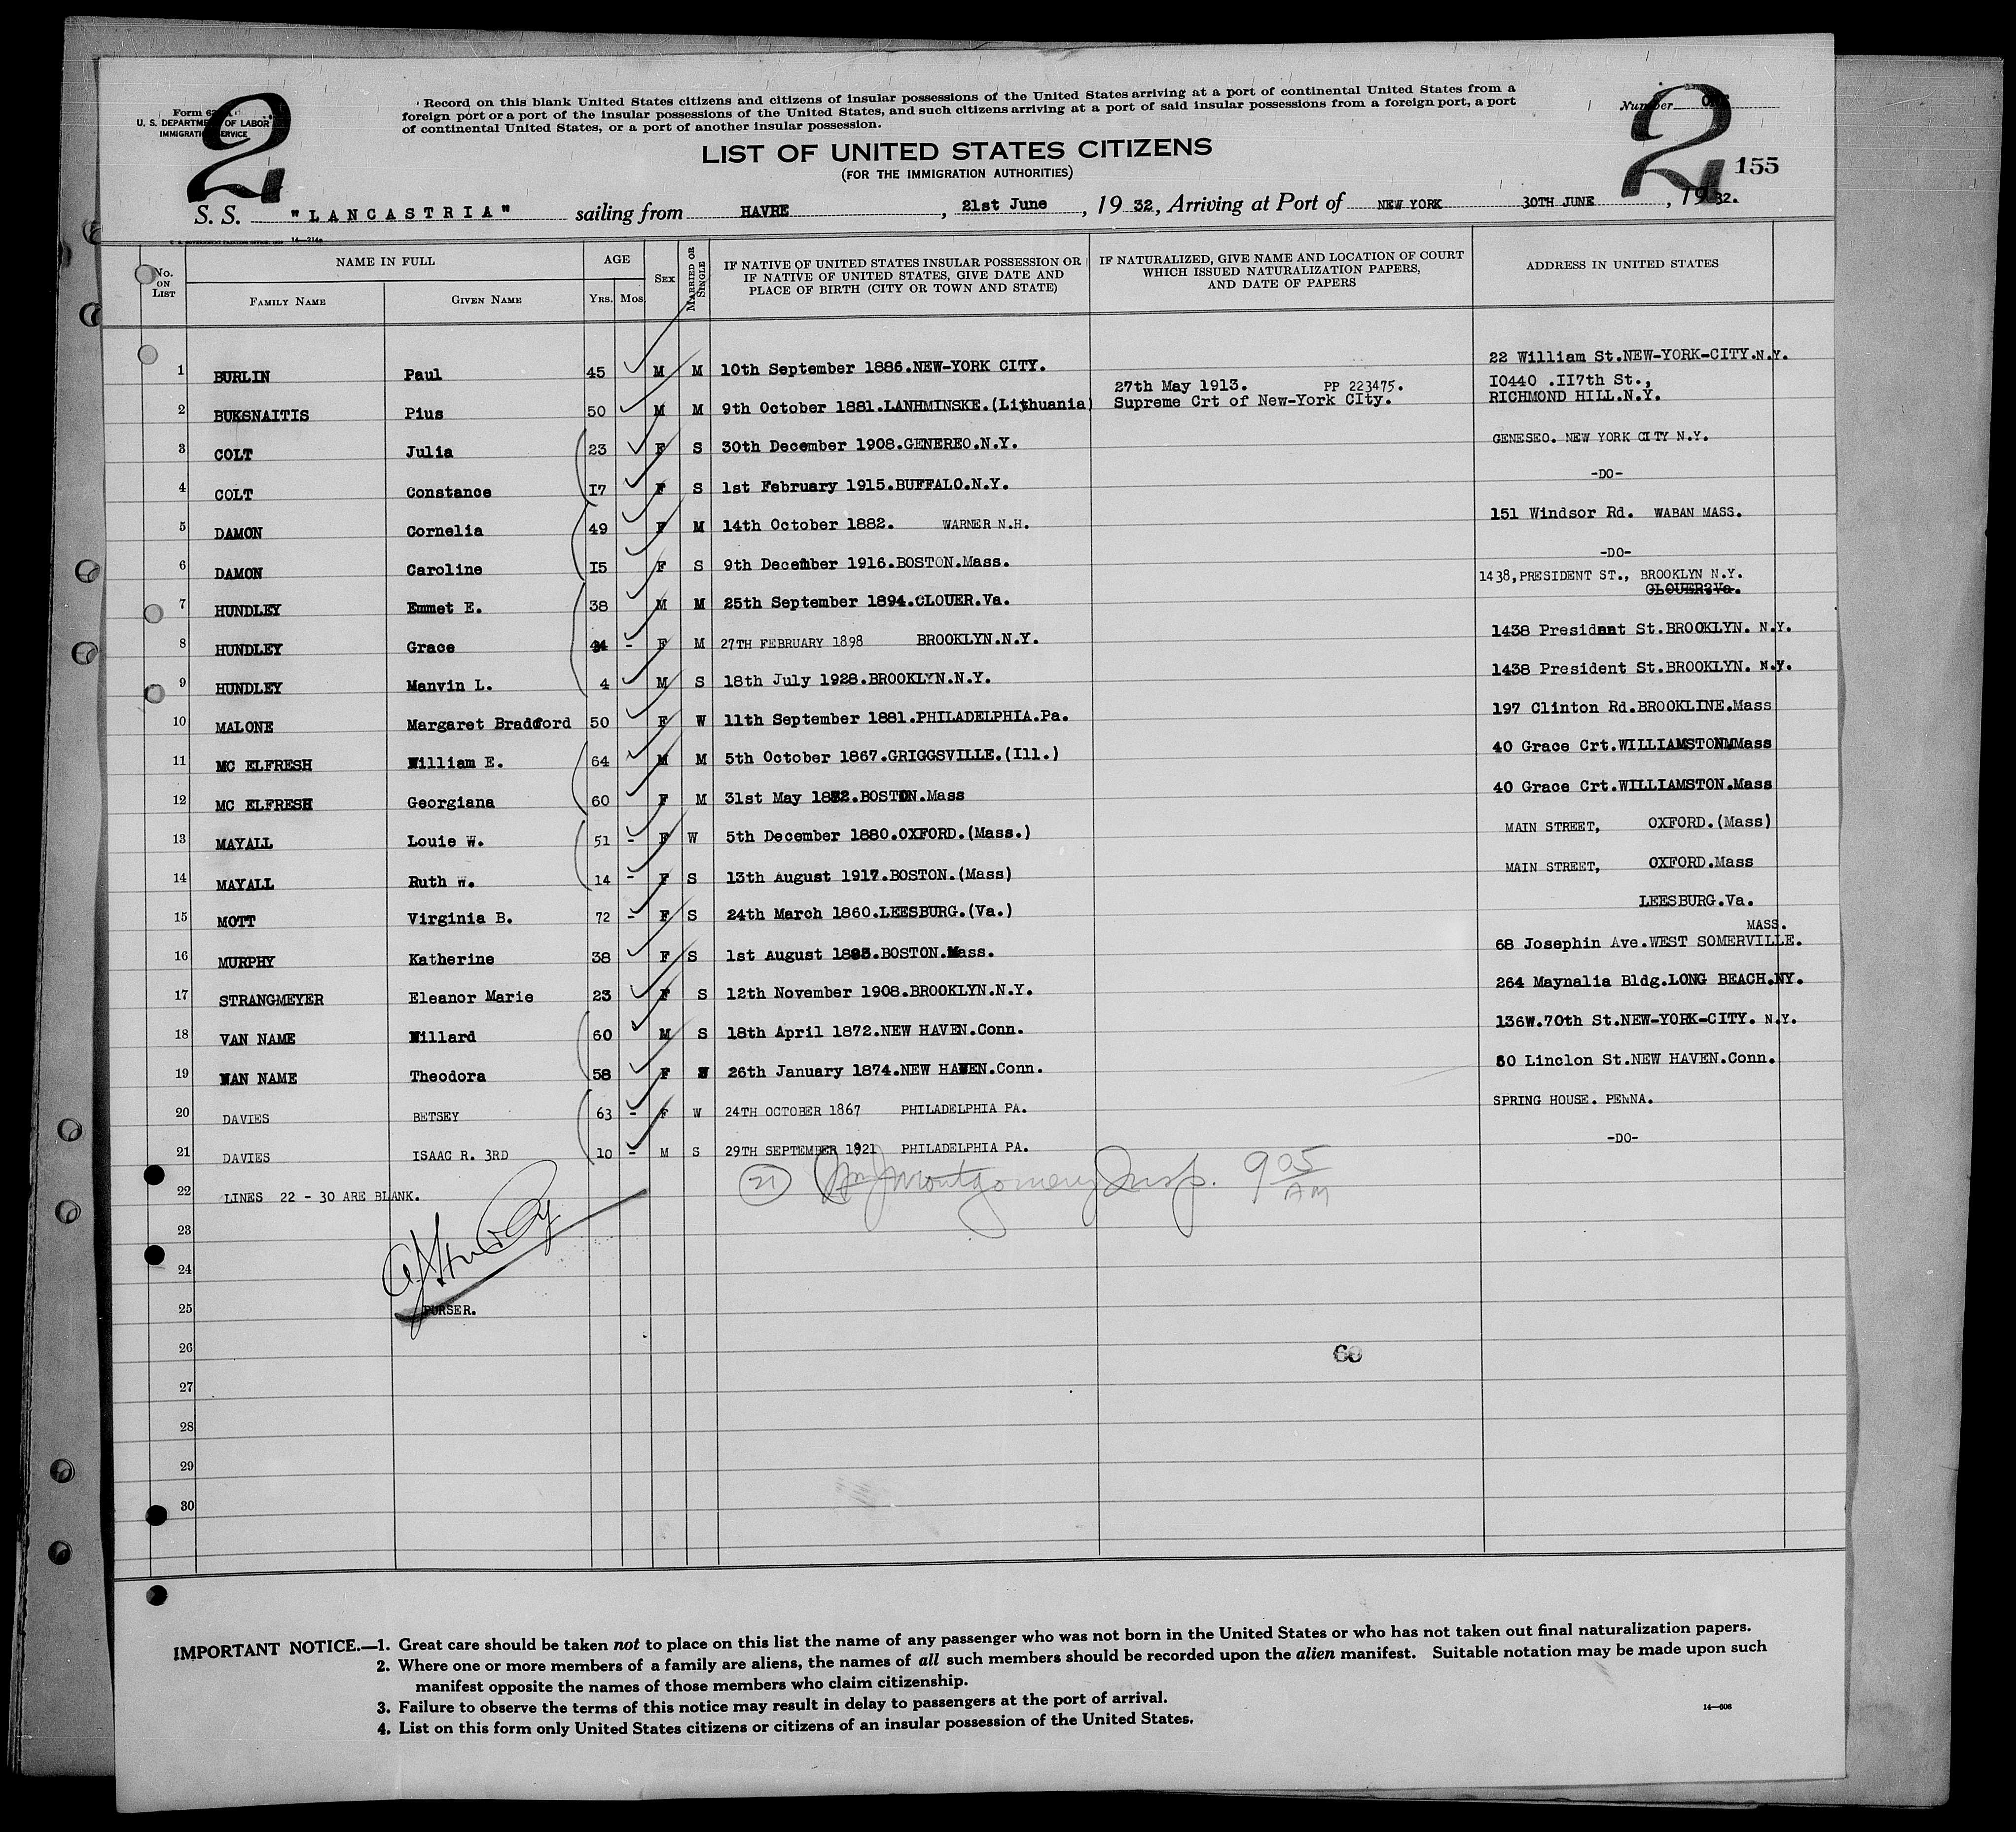 2
2
Form 6
U. S. DEPARTMENT OF LABOR
IMMIGRATION SERVICE
Record on this blank United States citizens and citizens of insular possessions of the United States arriving at a port of continental United States from a
foreign port or a port of the insular possessions of the United States, and such citizens arriving at a port of said insular possessions from a foreign port, a port
of continental United States, or a port of another insular possession.
Number
155
LIST OF UNITED STATES CITIZENS
(FOR THE IMMIGRATION AUTHORITIES)
S. S. "LANCASTRIA" sailing from HAVRE, 21st June, 19 32, Arriving at Port of NEW YORK 30TH JUNE, 1932.
U. S. GOVERNMENT PRINTING OFFICE 14—214a
No. ON LIST NAME IN FULL AGE SEX MARRIED OR SINGLE IF NATIVE OF UNITED STATES INSULAR POSSESSION OR IF NATIVE OF UNITED STATES, GIVE DATE AND PLACE OF BIRTH (CITY OR TOWN AND STATE) IF NATURALIZED, GIVE NAME AND LOCATION OF COURT WHICH ISSUED NATURALIZATION PAPERS, AND DATE OF PAPERS ADDRESS IN UNITED STATES
FAMILY NAME GIVEN NAME Yrs. Mos.
1 BURLIN Paul 45 M M 10th September 1886.NEW-YORK CITY. 22 William St.NEW-YORK-CITY.N.Y.
2 BUKSNAITIS Pius 50 M M 9th October 1881.LANHMINSKE.(Lithuania) 27th May 1913. PP 223475. Supreme Crt of New-York CIty. I0440 .II7th St., RICHMOND HILL.N.Y.
3 COLT Julia 23 F S 30th December 1908.GENEREO.N.Y. GENESEO. NEW YORK CITY N.Y.
4 COLT Constance I7 F S 1st February 1915.BUFFALO.N.Y. -DO-
5 DAMON Cornelia 49 F M 14th October 1882. WARNER N.H. 151 Windsor Rd. WABAN MASS.
6 DAMON Caroline I5 F S 9th December 1916.BOSTON.Mass. -DO-
7 HUNDLEY Emmet E. 38 M M 25th September 1894.CLOUER.Va. 1438,PRESIDENT ST., BROOKLYN N.Y. CLOUER?Va.
8 HUNDLEY Grace - F M 27TH FEBRUARY 1898 BROOKLYN.N.Y. 1438 President St.BROOKLYN. N.Y.
9 HUNDLEY Manvin L. 4 M S 18th July 1928.BROOKLYN.N.Y. 1438 President St.BROOKLYN. N.Y.
10 MALONE Margaret Bradford 50 F W 11th September 1881.PHILADELPHIA.Pa. 197 Clinton Rd.BROOKLINE.Mass
11 MC ELFRESH William E. 64 M M 5th October 1867.GRIGGSVILLE.(Ill.) 40 Grace Crt.WILLIAMSTON Mass
12 MC ELFRESH Georgiana 60 F M 31st May 1872.BOSTON.Mass 40 Grace Crt.WILLIAMSTON.Mass
13 MAYALL Louie W. 51 - F W 5th December 1880.OXFORD.(Mass.) MAIN STREET, OXFORD.(Mass)
14 MAYALL Ruth W. 14 - F S 13th August 1917.BOSTON.(Mass) MAIN STREET, OXFORD.Mass
15 MOTT Virginia B. 72 - F S 24th March 1860.LEESBURG.(Va.) LEESBURG.Va.
16 MURPHY Katherine 38 F S 1st August 1893.BOSTON.Mass. 68 Josephin Ave.WEST SOMERVILLE. MASS.
17 STRANGMEYER Eleanor Marie 23 F S 12th November 1908.BROOKLYN.N.Y. 264 Maynalia Bldg.LONG BEACH.NY.
18 VAN NAME Willard 60 M S 18th April 1872.NEW HAVEN.Conn. 136W.70th St.NEW-YORK-CITY. N.Y.
19 VAN NAME Theodora 58 F S 26th January 1874.NEW HAVEN.Conn. 50 Linclon St.NEW HAVEN.Conn.
20 DAVIES BETSEY 63 - F W 24TH OCTOBER 1867 PHILADELPHIA PA. SPRING HOUSE. PENNA.
21 DAVIES ISAAC R. 3RD 10 - M S 29TH SEPTEMBER 1921 PHILADELPHIA PA. -DO-
21 Wm J Montgomery Insp. 9 05 AM
22 LINES 22 - 30 ARE BLANK.
23
24
25 PURSER.
26
60
27
28
29
30
IMPORTANT NOTICE.—1. Great care should be taken not to place on this list the name of any passenger who was not born in the United States or who has not taken out final naturalization papers.
2. Where one or more members of a family are aliens, the names of all such members should be recorded upon the alien manifest. Suitable notation may be made upon such
manifest opposite the names of those members who claim citizenship.
3. Failure to observe the terms of this notice may result in delay to passengers at the port of arrival.
4. List on this form only United States citizens or citizens of an insular possession of the United States.
14—606